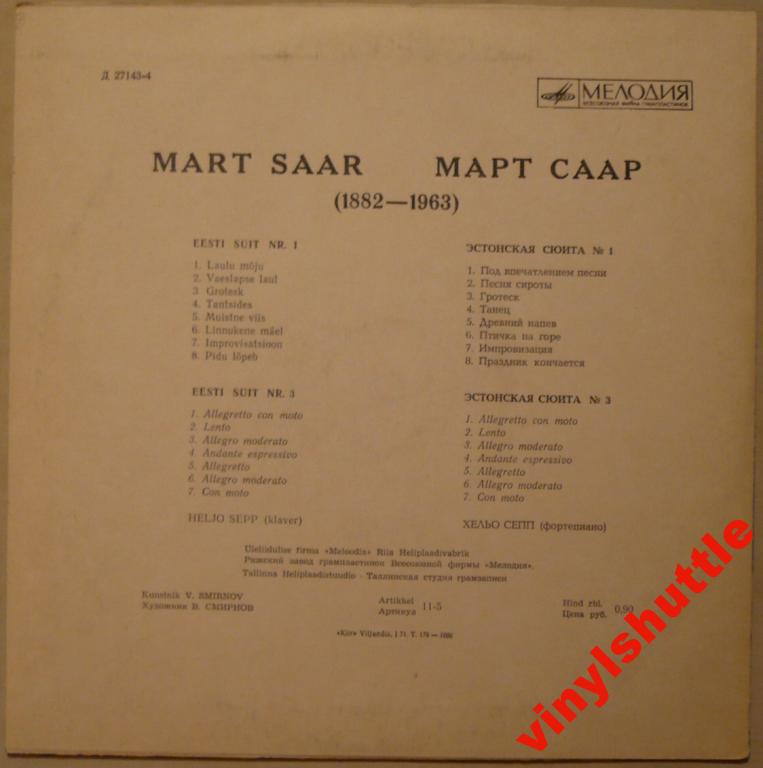 Д 27143-4
МЕЛОДИЯ
ВСЕСОЮЗНАЯ ФИРМА ГРАМПЛАСТИНОК
MART SAAR МАРТ СААР
(1882—1963)
EESTI SUIT NR. 1
1. Laulu mõju
2. Vaeslapse laul
3. Grotesk
4. Tantsides
5. Muistne viis
6. Linnukene mäel
7. Improvisatsioon
8. Pidu lõpeb
ЭСТОНСКАЯ СЮИТА № 1
1. Под впечатлением песни
2. Песня сироты
3. Гротеск
4. Танец
5. Древний напев
6. Птичка на горе
7. Импровизация
8. Праздник кончается
EESTI SUIT NR. 3
1. Allegretto con moto
2. Lento
3. Allegro moderato
4. Andante espressivo
5. Allegretto
6. Allegro moderato
7. Con moto
HELJO SEPP (klaver)
ЭСТОНСКАЯ СЮИТА № 3
1. Allegretto con moto
2. Lento
3. Allegro moderato
4. Andante espressivo
5. Allegretto
6. Allegro moderato
7. Con moto
ХЕЛЬО СЕПП (фортепиано)
Üleliidulise firma «Meloodia» Riia Heliplaadivabrik
Рижский завод грампластинок Всесоюзной фирмы «Мелодия».
Tallinna Heliplaadistuudio - Таллинская студия грамзаписи
Kunstnik V. SMIRNOV
Художник В. СМИРНОВ
Artikkel
Артикул 11-5
Hind rbl.
Цена руб. 0,90
«Kiir» Viljandis, I 71. T. 179 —
vinylshuttle